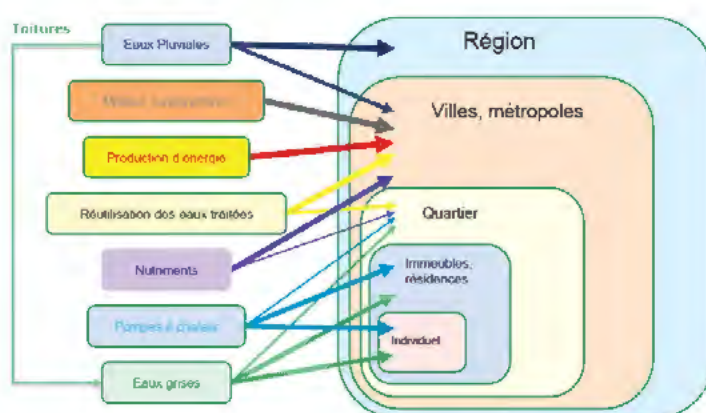 Toitures
Eaux Pluviales
Production d'énergie
Réutilisation des eaux traitées
Nutriments
Pompes à chaleur
Eaux grises
Région
Villes, métropoles
Quartier
Immeubles,
résidences
Individuel